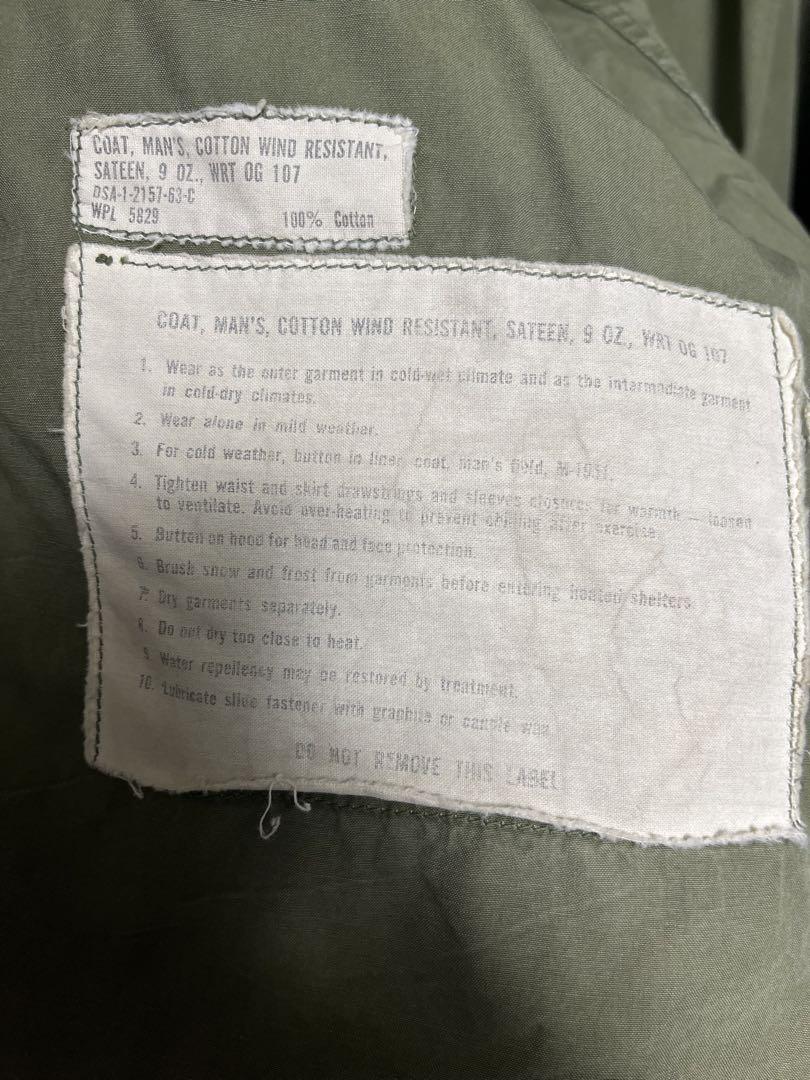 COAT, MAN'S, COTTON WIND RESISTANT,
SATEEN, 9 OZ., WRT OG 107
DSA-1-2157-63-C
WPL 5829 100% Cotton
COAT, MAN'S, COTTON WIND RESISTANT, SATEEN, 9 OZ., WRT OG 107
1. Wear as the outer garment in cold-wet climate and as the intermediate garment
in cold-dry climates.
2. Wear alone in mild weather.
3. For cold weather, button in liner, coat, man's field, M-1951.
4. Tighten waist and skirt drawstrings and sleeves closures for warmth — loosen
to ventilate. Avoid over-heating to prevent chilling after exercise.
5. Button on hood for head and face protection.
6. Brush snow and frost from garments before entering heated shelters.
7. Dry garments separately.
8. Do not dry too close to heat.
9. Water repellency may be restored by treatment.
10. Lubricate slide fastener with graphite or candle wax.
DO NOT REMOVE THIS LABEL